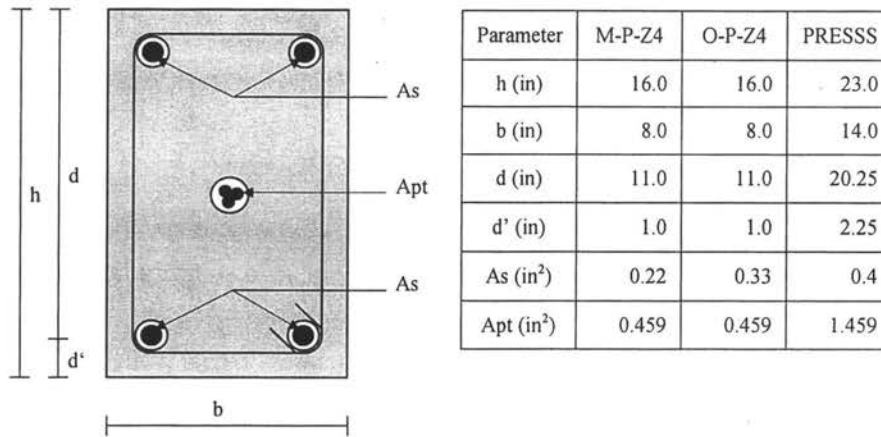 h
d
d‘
b
As
Apt
As
Parameter M-P-Z4 O-P-Z4 PRESSS
h (in) 16.0 16.0 23.0
b (in) 8.0 8.0 14.0
d (in) 11.0 11.0 20.25
d’ (in) 1.0 1.0 2.25
As (in²) 0.22 0.33 0.4
Apt (in²) 0.459 0.459 1.459